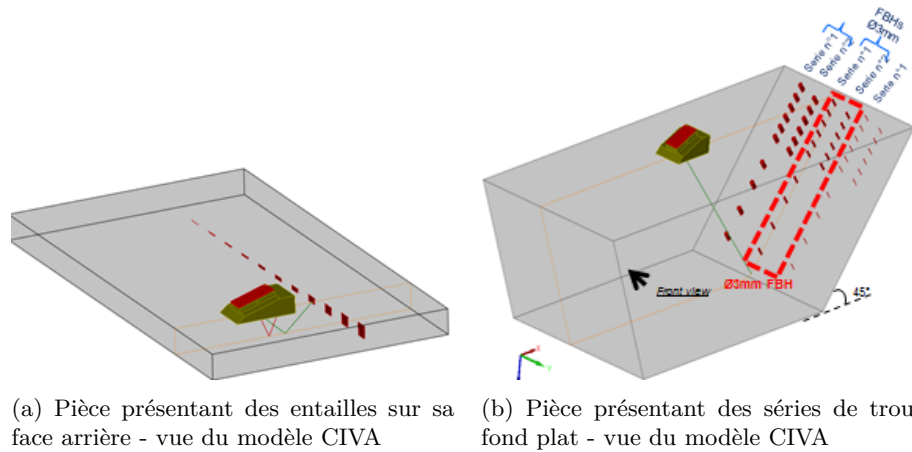 FBHs
Ø3mm
Serie n°1
Serie n°2
Serie n°1
Serie n°2
Serie n°1
Ø3mm FBH
Front view
45°
X
Y
(a) Pièce présentant des entailles sur sa
face arrière - vue du modèle CIVA
(b) Pièce présentant des séries de trou
fond plat - vue du modèle CIVA